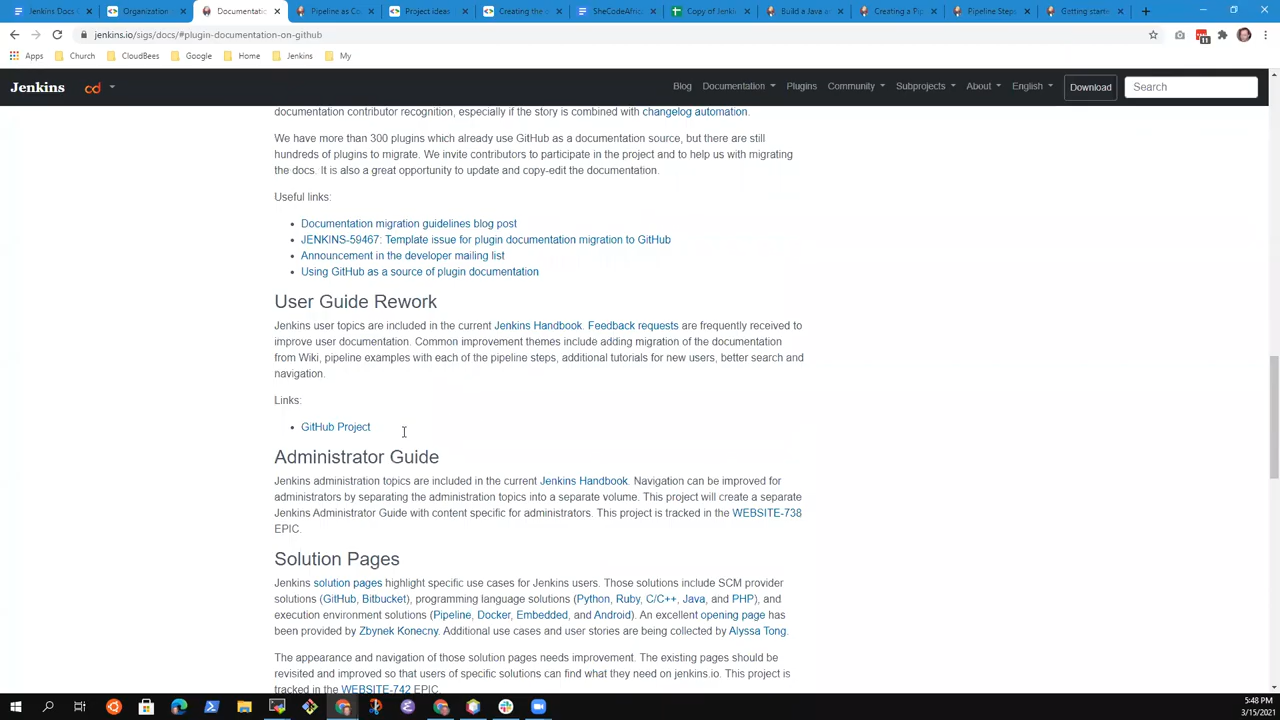 Jenkins Docs
Organization
Documentatio
Pipeline as Co
Project ideas
Creating the
SheCodeAfric
Copy of Jenki
Build a Java a
Creating a Pip
Pipeline Steps
Getting starte
jenkins.io/sigs/docs/#plugin-documentation-on-github
11
Apps Church CloudBees Google Home Jenkins My
Jenkins cd Blog Documentation Plugins Community Subprojects About English Download Search
documentation contributor recognition, especially if the story is combined with changelog automation.
We have more than 300 plugins which already use GitHub as a documentation source, but there are still
hundreds of plugins to migrate. We invite contributors to participate in the project and to help us with migrating
the docs. It is also a great opportunity to update and copy-edit the documentation.
Useful links:
• Documentation migration guidelines blog post
• JENKINS-59467: Template issue for plugin documentation migration to GitHub
• Announcement in the developer mailing list
• Using GitHub as a source of plugin documentation
User Guide Rework
Jenkins user topics are included in the current Jenkins Handbook. Feedback requests are frequently received to
improve user documentation. Common improvement themes include adding migration of the documentation
from Wiki, pipeline examples with each of the pipeline steps, additional tutorials for new users, better search and
navigation.
Links:
• GitHub Project
Administrator Guide
Jenkins administration topics are included in the current Jenkins Handbook. Navigation can be improved for
administrators by separating the administration topics into a separate volume. This project will create a separate
Jenkins Administrator Guide with content specific for administrators. This project is tracked in the WEBSITE-738
EPIC.
Solution Pages
Jenkins solution pages highlight specific use cases for Jenkins users. Those solutions include SCM provider
solutions (GitHub, Bitbucket), programming language solutions (Python, Ruby, C/C++, Java, and PHP), and
execution environment solutions (Pipeline, Docker, Embedded, and Android). An excellent opening page has
been provided by Zbynek Konecny. Additional use cases and user stories are being collected by Alyssa Tong.
The appearance and navigation of those solution pages needs improvement. The existing pages should be
revisited and improved so that users of specific solutions can find what they need on jenkins.io. This project is
tracked in the WEBSITE-742 EPIC.
5:48 PM
3/15/2021